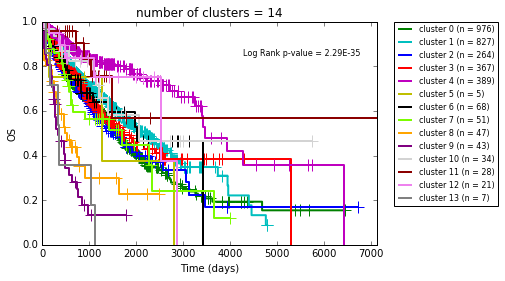 number of clusters = 14
Log Rank p-value = 2.29E-5
OS
1.0
0.8
0.6
0.4
0.2
0.0
0 1000 2000 3000 4000 5000 6000 7000
Time (days)
cluster 0 (n = 976)
cluster 1 (n = 827)
cluster 2 (n = 264)
cluster 3 (n = 367)
cluster 4 (n = 389)
cluster 5 (n = 5)
cluster 6 (n = 68)
cluster 7 (n = 51)
cluster 8 (n = 47)
cluster 9 (n = 43)
cluster 10 (n = 34)
cluster 11 (n = 28)
cluster 12 (n = 21)
cluster 13 (n = 7)